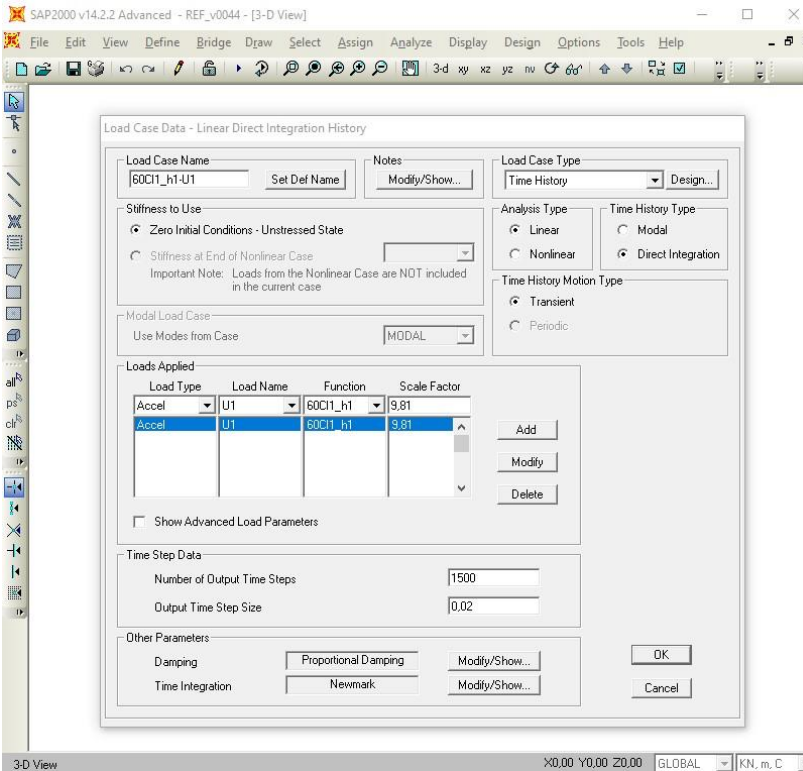 SAP2000 v14.2.2 Advanced - REF_v0044 - [3-D View]
File Edit View Define Bridge Draw Select Assign Analyze Display Design Options Tools Help
3-d xy xz yz nv
Load Case Data - Linear Direct Integration History
Load Case Name
60CI1_h1-U1
Set Def Name
Notes
Modify/Show...
Load Case Type
Time History
Design...
Stiffness to Use
Zero Initial Conditions - Unstressed State
Stiffness at End of Nonlinear Case
Important Note: Loads from the Nonlinear Case are NOT included
in the current case
Analysis Type
Linear
Nonlinear
Time History Type
Modal
Direct Integration
Time History Motion Type
Transient
Periodic
Modal Load Case
Use Modes from Case
MODAL
Loads Applied
Load Type Load Name Function Scale Factor
Accel U1 60CI1_h1 9,81
Accel U1 60CI1_h1 9,81
Add
Modify
Delete
Show Advanced Load Parameters
Time Step Data
Number of Output Time Steps 1500
Output Time Step Size 0,02
Other Parameters
Damping Proportional Damping Modify/Show...
Time Integration Newmark Modify/Show...
OK
Cancel
all
ps
clr
3-D View
X0,00 Y0,00 Z0,00
GLOBAL
KN, m, C